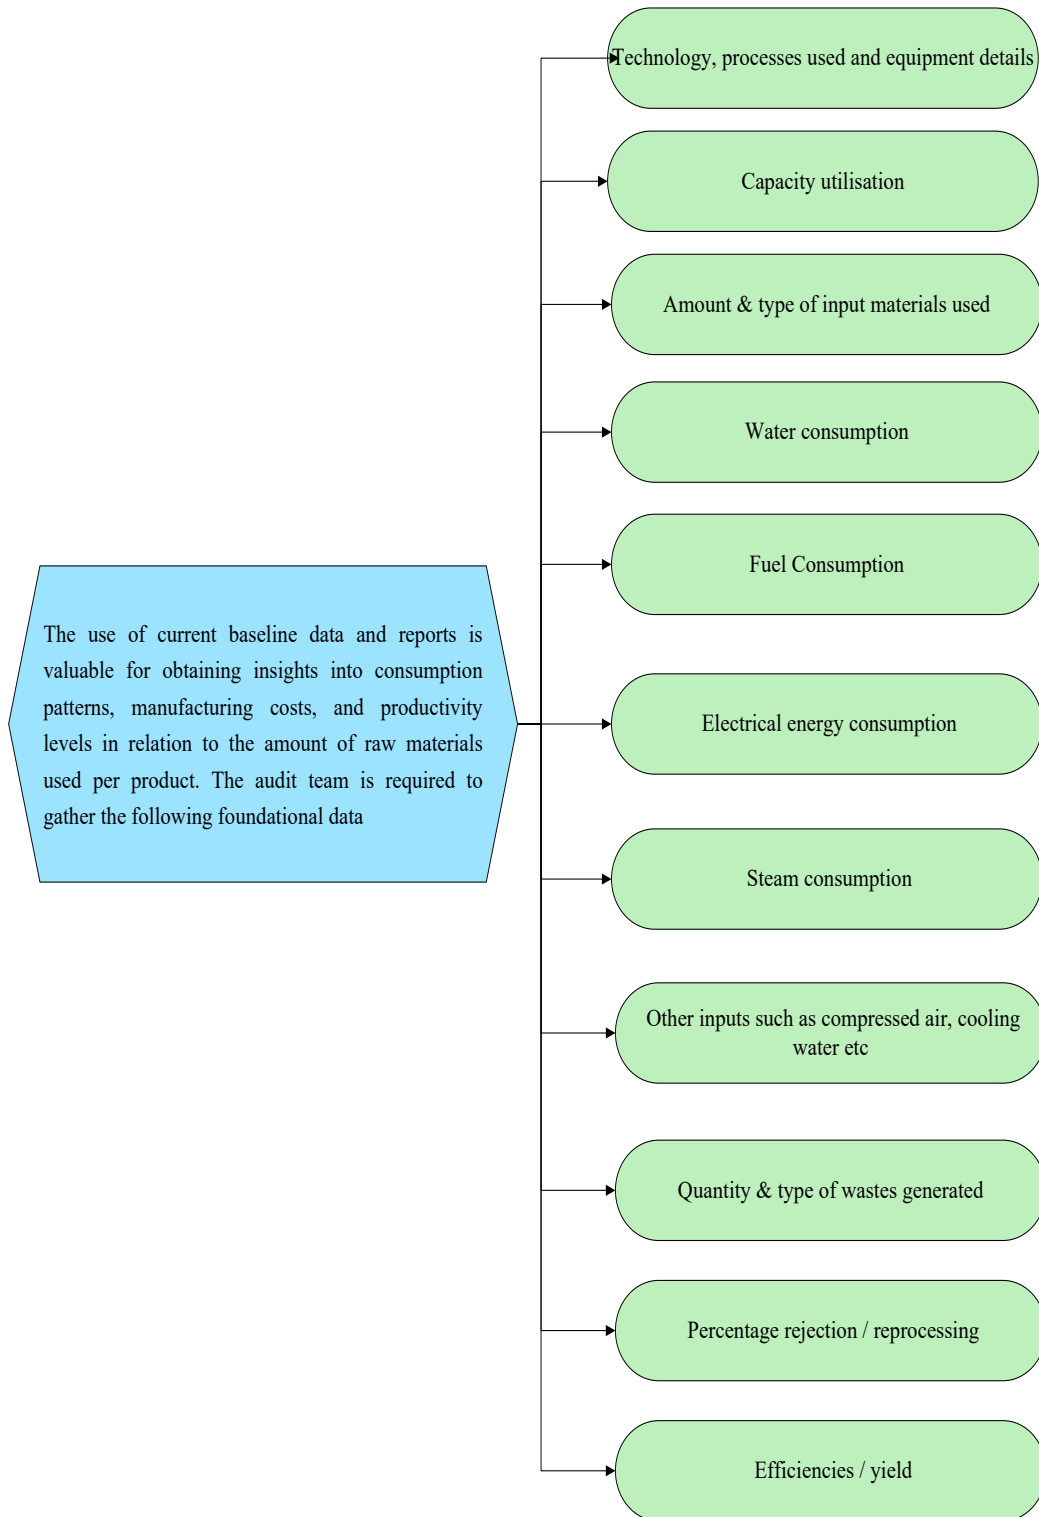 Technology, processes used and equipment details
Capacity utilisation
Amount & type of input materials used
Water consumption
Fuel Consumption
The use of current baseline data and reports is
valuable for obtaining insights into consumption
patterns, manufacturing costs, and productivity
levels in relation to the amount of raw materials
used per product. The audit team is required to
gather the following foundational data
Electrical energy consumption
Steam consumption
Other inputs such as compressed air, cooling
water etc
Quantity & type of wastes generated
Percentage rejection / reprocessing
Efficiencies / yield